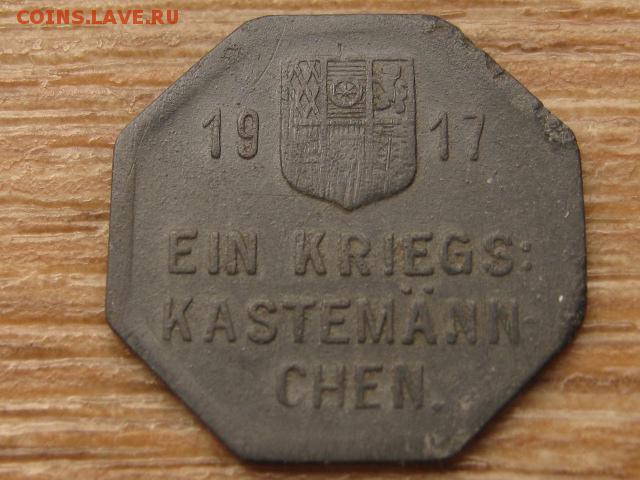 COINS.LAVE.RU
19 17
EIN KRIEGS:
KASTEMÄNN
CHEN.